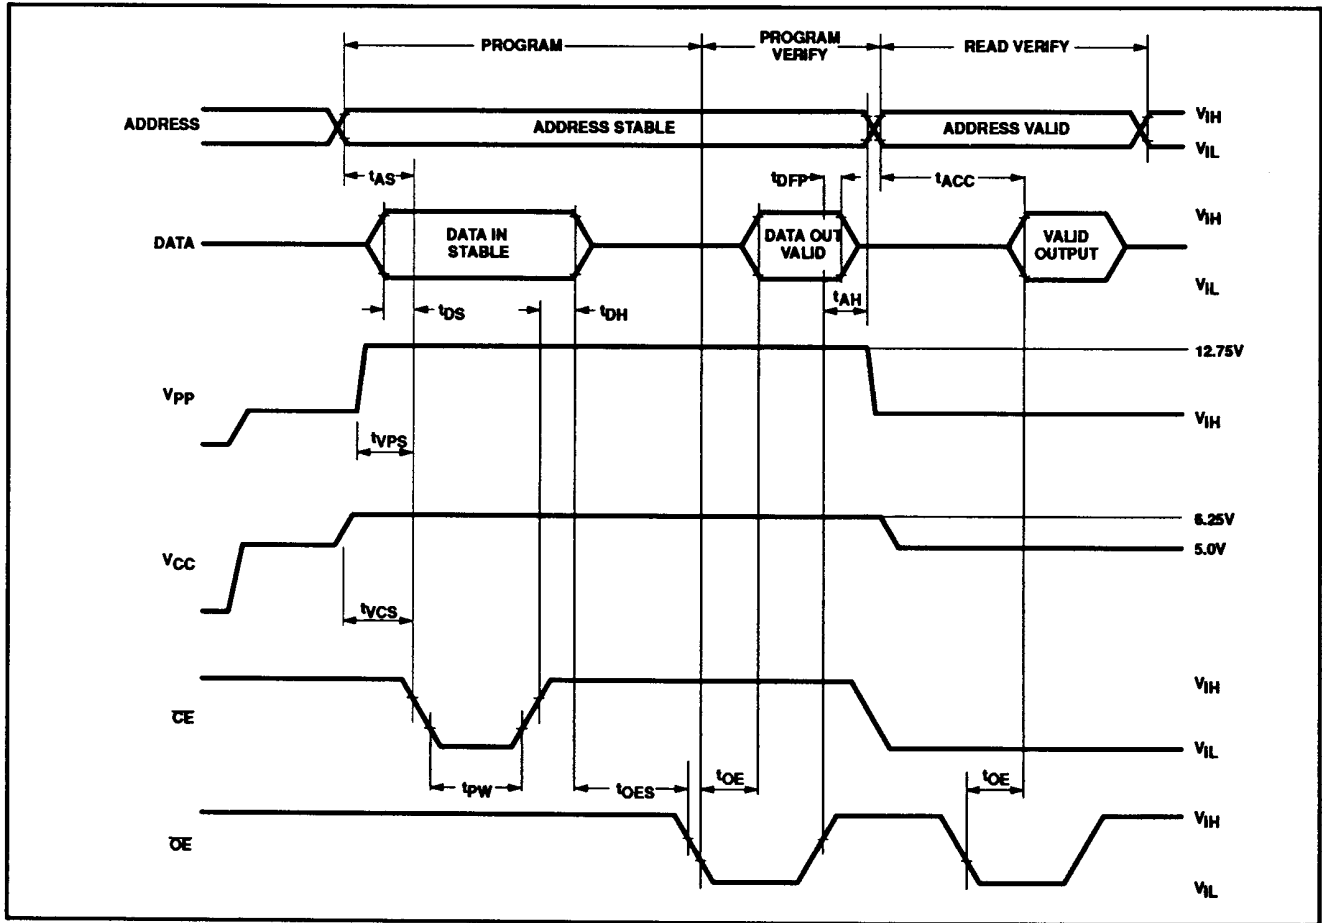 PROGRAM
PROGRAM
VERIFY
READ VERIFY
ADDRESS
ADDRESS STABLE
ADDRESS VALID
VIH
VIL
tAS
tDFP
tACC
DATA
DATA IN
STABLE
DATA OUT
VALID
VALID
OUTPUT
VIH
VIL
tDS
tDH
tAH
VPP
12.75V
VIH
tVPS
VCC
6.25V
5.0V
tVCS
CE
VIH
VIL
tPW
tOES
tOE
tOE
OE
VIH
VIL